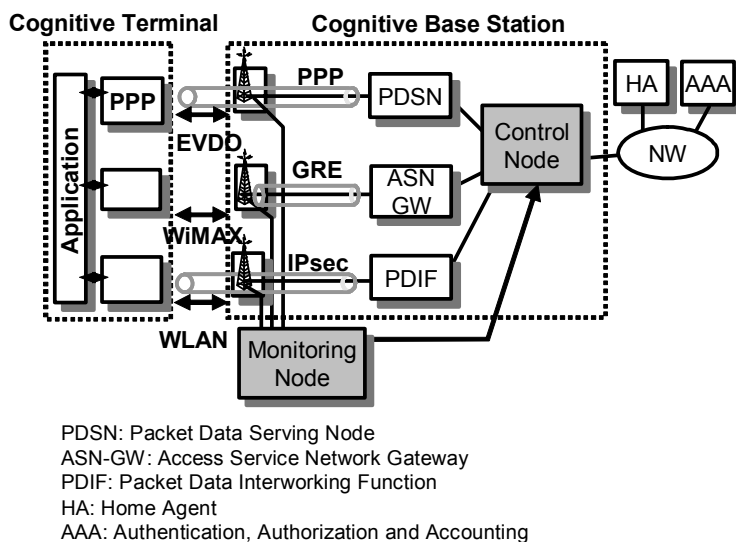 Cognitive Terminal
Cognitive Base Station
Application
PPP
EVDO
WiMAX
WLAN
PPP
GRE
IPsec
PDSN
ASN
GW
PDIF
Control
Node
Monitoring
Node
HA
AAA
NW
PDSN: Packet Data Serving Node
ASN-GW: Access Service Network Gateway
PDIF: Packet Data Interworking Function
HA: Home Agent
AAA: Authentication, Authorization and Accounting